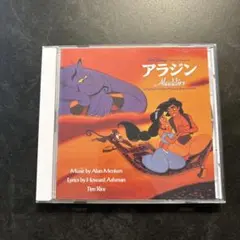 アラジン
Aladdin
Music by Alan Menken
Lyrics by Howard Ashman
Tim Rice